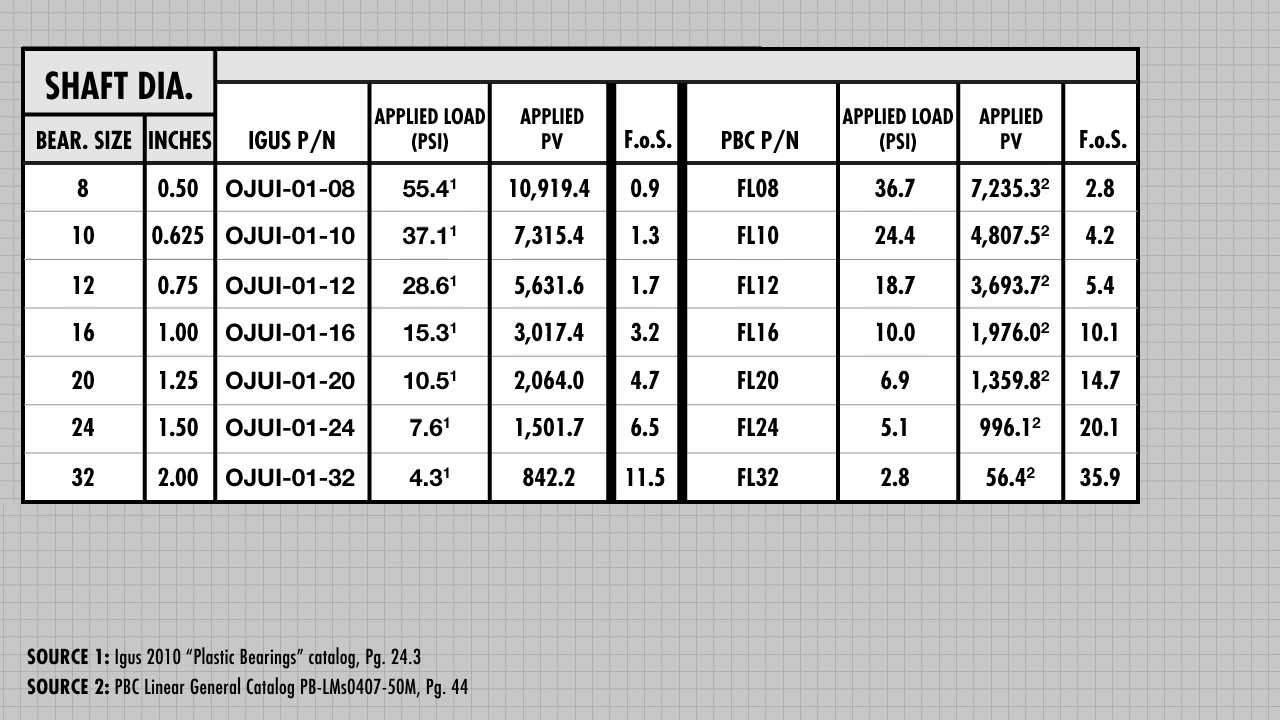 SHAFT DIA.
BEAR. SIZE INCHES IGUS P/N APPLIED LOAD (PSI) APPLIED PV F.o.S. PBC P/N APPLIED LOAD (PSI) APPLIED PV F.o.S.
8 0.50 OJUI-01-08 55.4¹ 10,919.4 0.9 FL08 36.7 7,235.3² 2.8
10 0.625 OJUI-01-10 37.1¹ 7,315.4 1.3 FL10 24.4 4,807.5² 4.2
12 0.75 OJUI-01-12 28.6¹ 5,631.6 1.7 FL12 18.7 3,693.7² 5.4
16 1.00 OJUI-01-16 15.3¹ 3,017.4 3.2 FL16 10.0 1,976.0² 10.1
20 1.25 OJUI-01-20 10.5¹ 2,064.0 4.7 FL20 6.9 1,359.8² 14.7
24 1.50 OJUI-01-24 7.6¹ 1,501.7 6.5 FL24 5.1 996.1² 20.1
32 2.00 OJUI-01-32 4.3¹ 842.2 11.5 FL32 2.8 56.4² 35.9
SOURCE 1: Igus 2010 “Plastic Bearings” catalog, Pg. 24.3
SOURCE 2: PBC Linear General Catalog PB-LMs0407-50M, Pg. 44